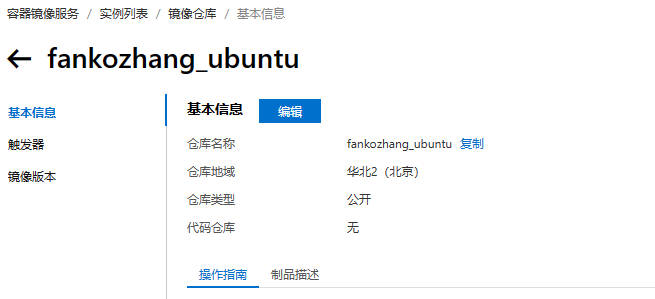 容器镜像服务 / 实例列表 / 镜像仓库 / 基本信息
← fankozhang_ubuntu
基本信息
触发器
镜像版本
基本信息 编辑
仓库名称 fankozhang_ubuntu 复制
仓库地域 华北2（北京）
仓库类型 公开
代码仓库 无
操作指南 制品描述